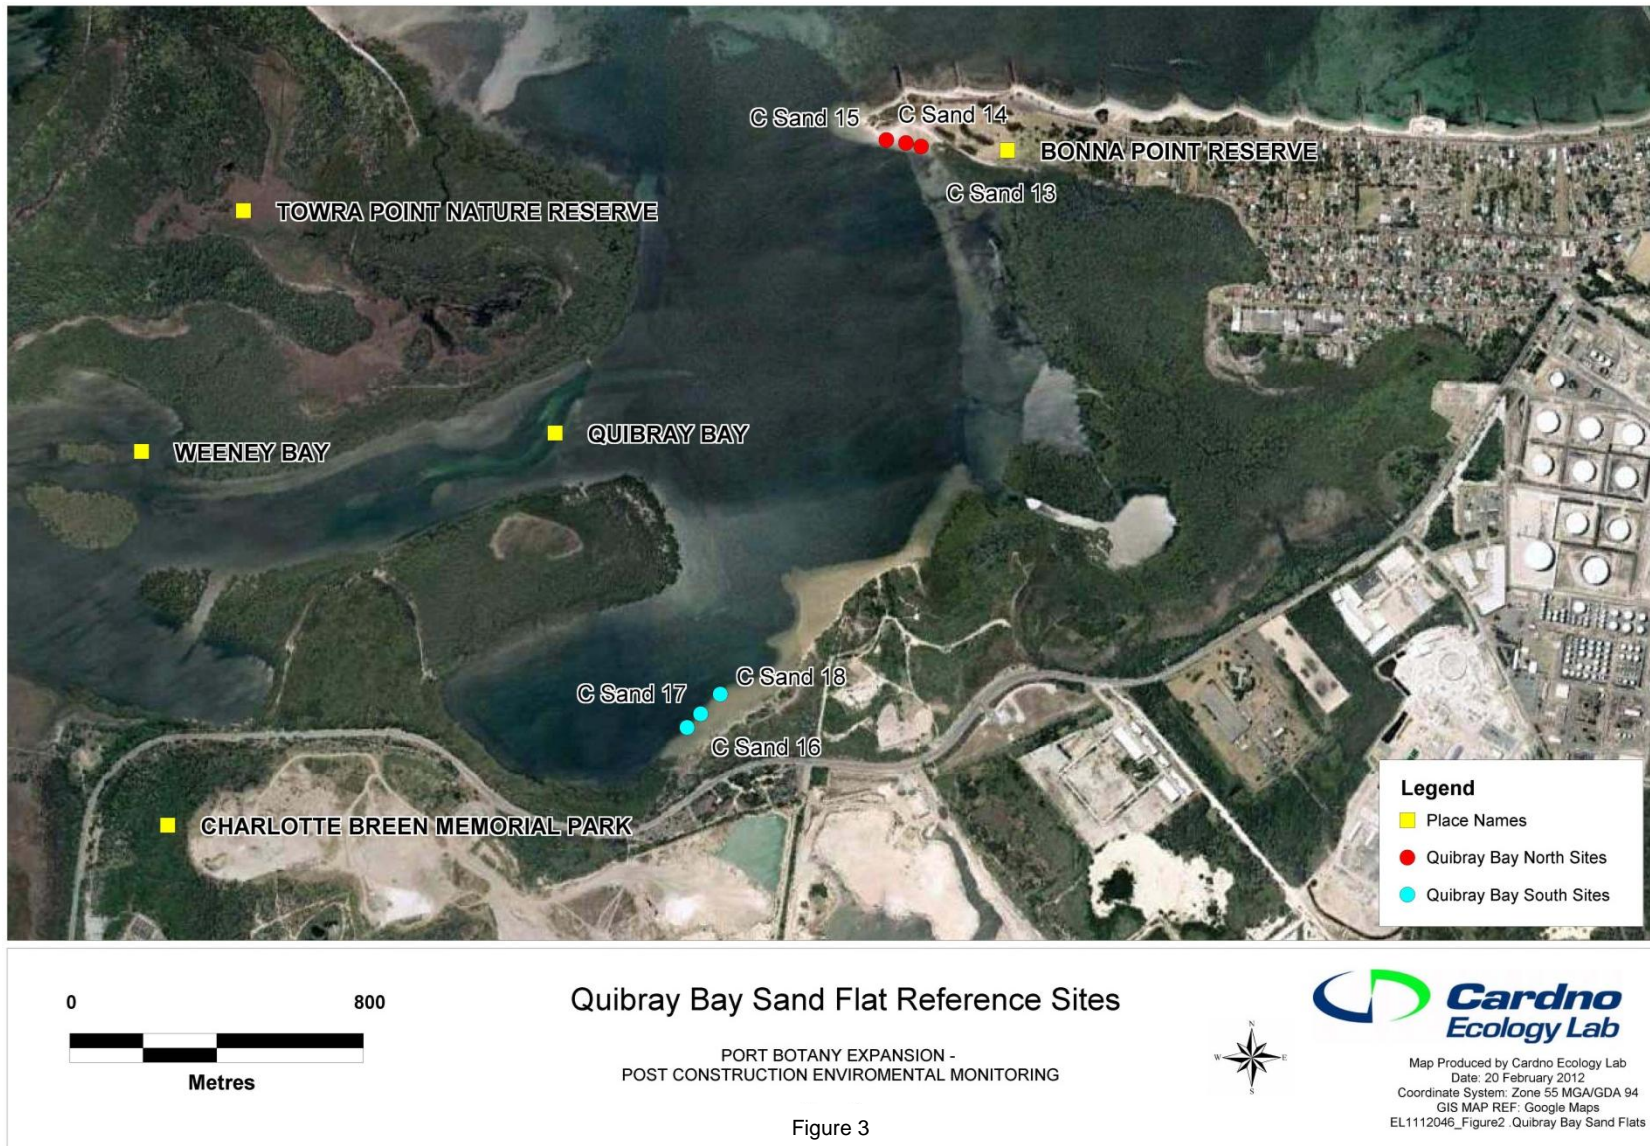 C Sand 15
C Sand 14
BONNA POINT RESERVE
C Sand 13
TOWRA POINT NATURE RESERVE
QUIBRAY BAY
WEENEY BAY
C Sand 18
C Sand 17
C Sand 16
CHARLOTTE BREEN MEMORIAL PARK
Legend
Place Names
Quibray Bay North Sites
Quibray Bay South Sites
0 800
Metres
Quibray Bay Sand Flat Reference Sites
PORT BOTANY EXPANSION -
POST CONSTRUCTION ENVIROMENTAL MONITORING
Figure 3
N
W E
S
Cardno
Ecology Lab
Map Produced by Cardno Ecology Lab
Date: 20 February 2012
Coordinate System: Zone 55 MGA/GDA 94
GIS MAP REF: Google Maps
EL1112046_Figure2 .Quibray Bay Sand Flats